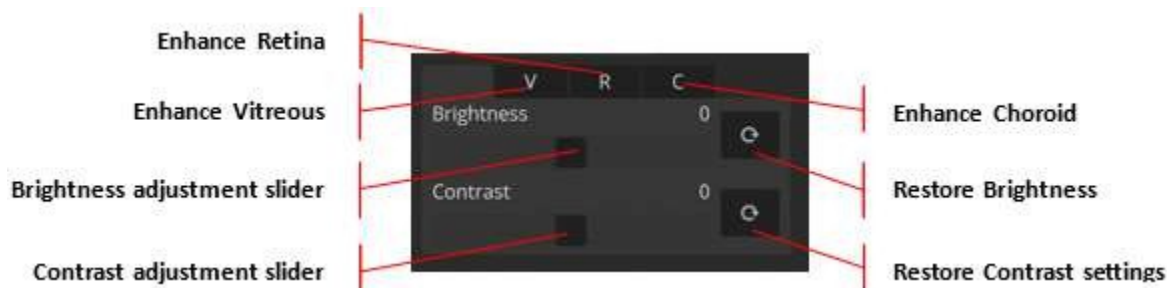 Enhance Retina
V R C
Enhance Vitreous
Brightness 0
Enhance Choroid
Brightness adjustment slider
Contrast 0
Restore Brightness
Contrast adjustment slider
Restore Contrast settings